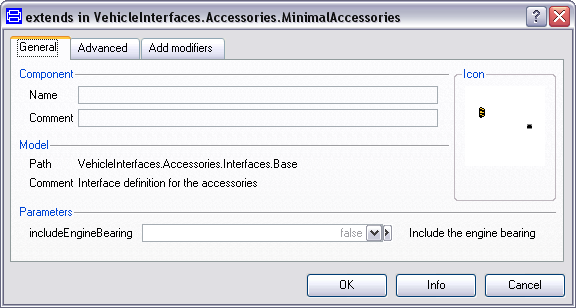 extends in VehicleInterfaces.Accessories.MinimalAccessories
General Advanced Add modifiers
Component
Icon
Name
Comment
Model
Path VehicleInterfaces.Accessories.Interfaces.Base
Comment Interface definition for the accessories
Parameters
includeEngineBearing false Include the engine bearing
OK Info Cancel